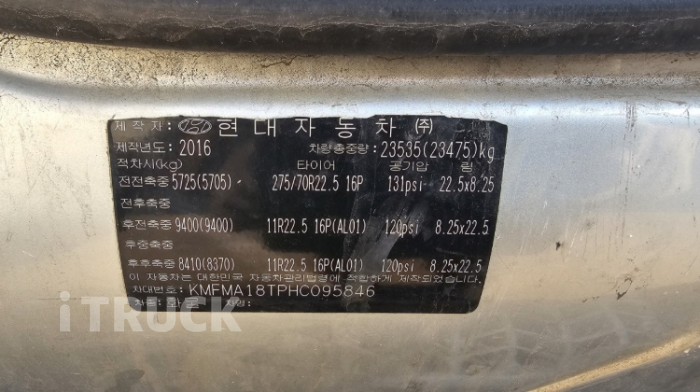 제작자: 현대자동차㈜
제작년도: 2016 차량총중량: 23535(23475)kg
적차시(kg) 타이어 공기압 림
전전축중 5725(5705)- 275/70R22.5 16P 131psi 22.5x8.25
전후축중
후전축중 9400(9400) 11R22.5 16P(AL01) 120psi 8.25x22.5
후중축중
후후축중 8410(8370) 11R22.5 16P(AL01) 120psi 8.25x22.5
이 자동차는 대한민국 자동차관리법령에 적합하게 제작되었습니다.
차대번호: KMFMA18TPHC095846
차종: 화물
iTRUCK